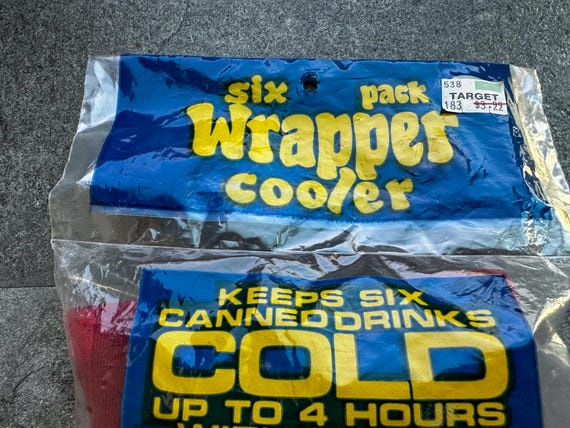 six pack
Wrapper
cooler
538
TARGET
183 $3.22
KEEPS SIX
CANNED DRINKS
COLD
UP TO 4 HOURS